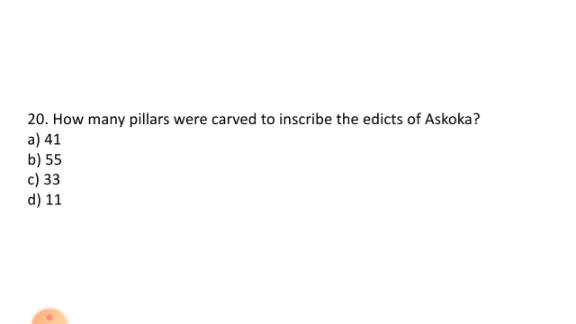 20. How many pillars were carved to inscribe the edicts of Askoka?
a) 41
b) 55
c) 33
d) 11